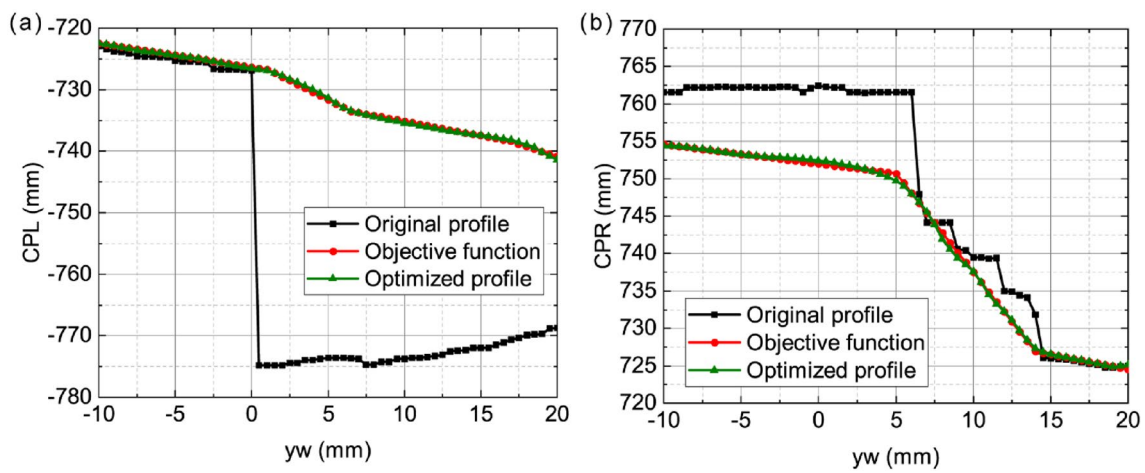 (a)
-720
-730
-740
-750
-760
-770
-780
CPL (mm)
Original profile
Objective function
Optimized profile
-10 -5 0 5 10 15 20
yw (mm)
(b)
770
765
760
755
750
745
740
735
730
725
720
CPR (mm)
Original profile
Objective function
Optimized profile
-10 -5 0 5 10 15 20
yw (mm)